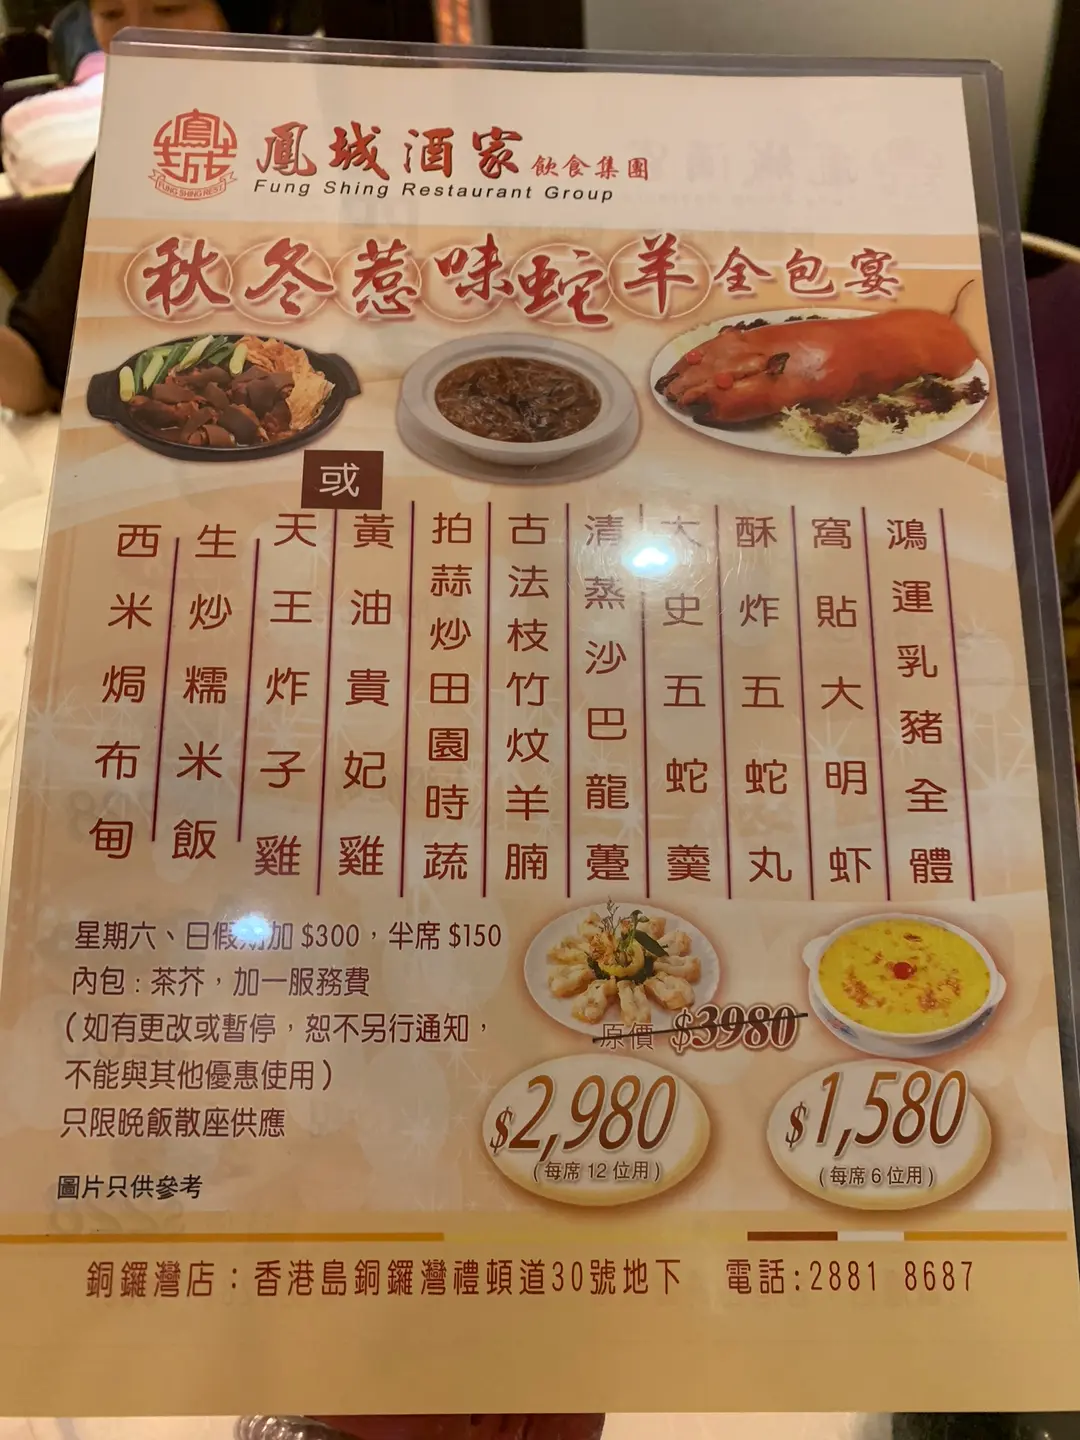 鳳城
FUNG SHING REST
鳳城酒家 飲食集團
Fung Shing Restaurant Group
秋冬惹味蛇羊全包宴
鴻運乳豬全體
窩貼大明虾
酥炸五蛇丸
太史五蛇羹
清蒸沙巴龍躉
古法枝竹炆羊腩
拍蒜炒田園時蔬
黃油貴妃雞
或
天王炸子雞
生炒糯米飯
西米焗布甸
星期六、日假期加 $300，半席 $150
內包：茶芥，加一服務費
（如有更改或暫停，恕不另行通知，
不能與其他優惠使用）
只限晚飯散座供應
圖片只供參考
原價 $3980
$2,980
（每席 12 位用）
$1,580
（每席 6 位用）
銅鑼灣店：香港島銅鑼灣禮頓道30號地下 電話:2881 8687